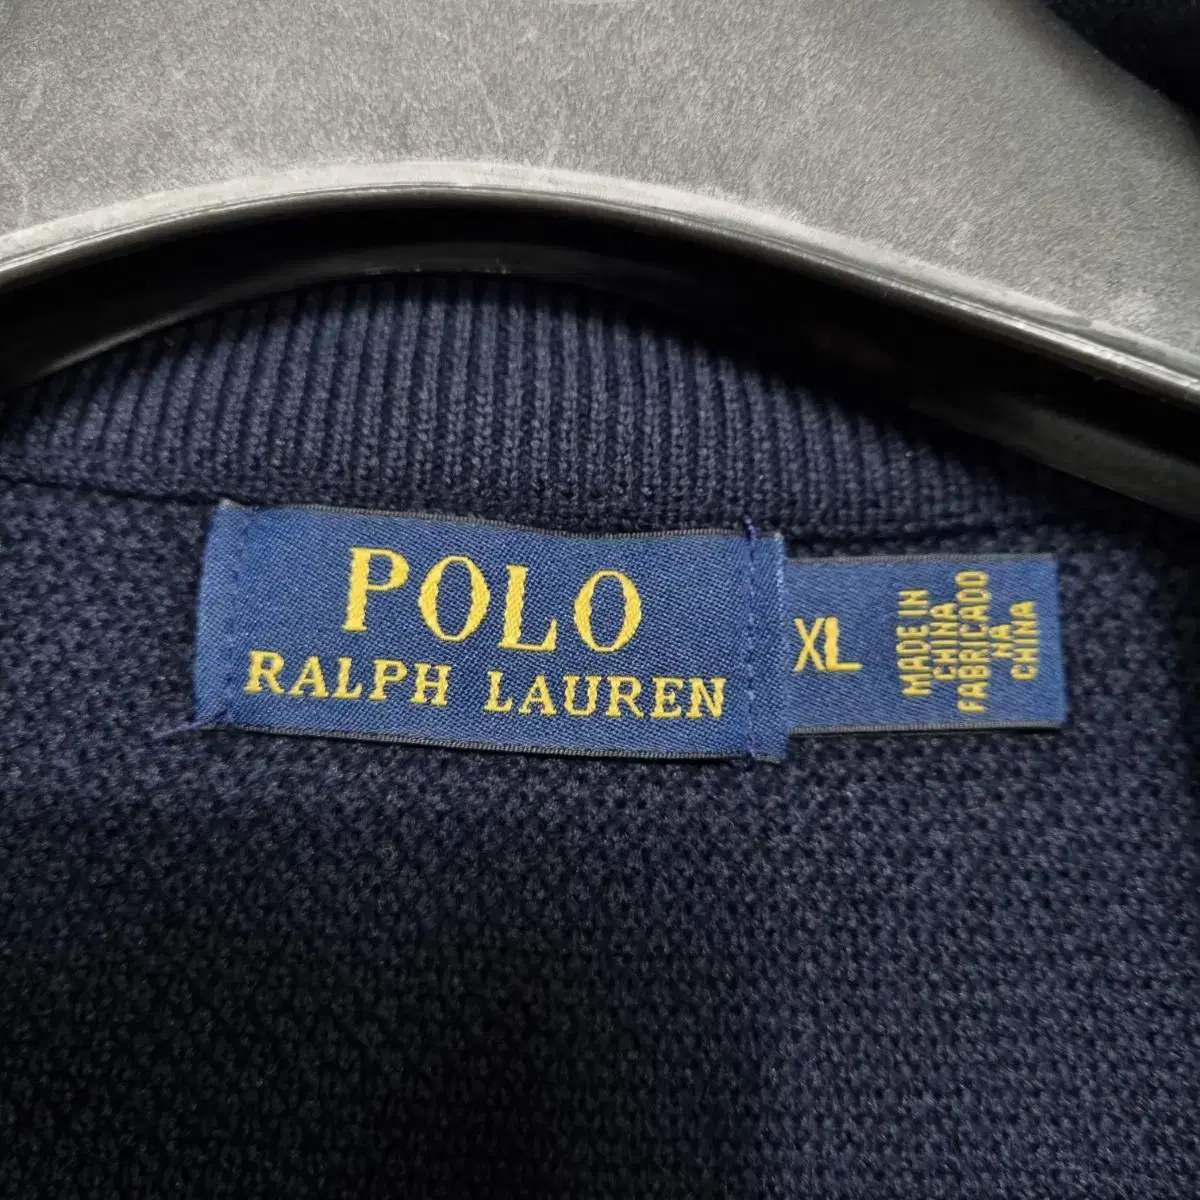 POLO
RALPH LAUREN
XL
MADE IN
CHINA
FABRICADO
NA
CHINA